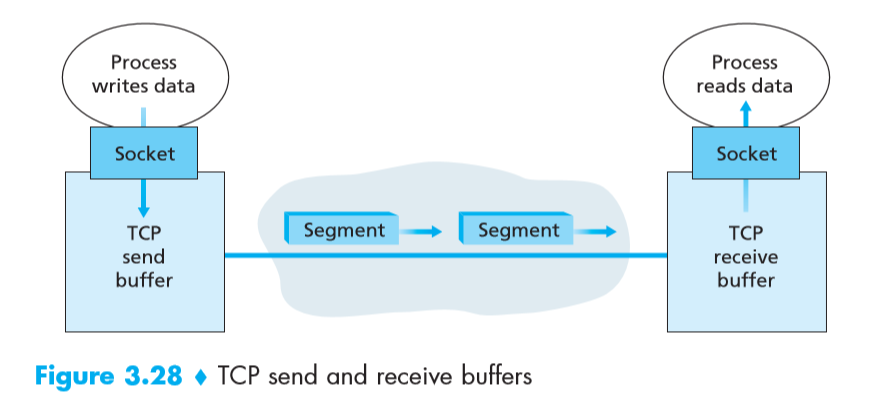 Process
writes data
Socket
TCP
send
buffer
Segment
Segment
Process
reads data
Socket
TCP
receive
buffer
Figure 3.28 ♦ TCP send and receive buffers